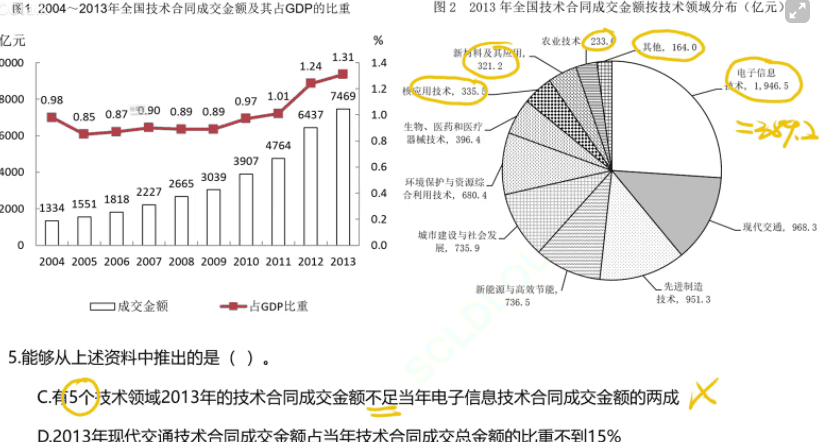 图1 2004～2013年全国技术合同成交金额及其占GDP的比重
亿元
%
0000
8000
6000
4000
2000
0
1.4
1.2
1.0
0.8
0.6
0.4
0.2
0.0
0.98
0.85
0.87
0.90
0.89
0.89
0.97
1.01
1.24
1.31
1334
1551
1818
2227
2665
3039
3907
4764
6437
7469
2004 2005 2006 2007 2008 2009 2010 2011 2012 2013
成交金额
占GDP比重
图 2 2013 年全国技术合同成交金额按技术领域分布（亿元）
农业技术, 233.
其他, 164.0
新材料及其应用,
321.2
核应用技术, 335.5
电子信息
技术, 1,946.5
=389.2
生物、医药和医疗
器械技术, 396.4
环境保护与资源综
合利用技术, 680.4
城市建设与社会发
展, 735.9
新能源与高效节能,
736.5
先进制造
技术, 951.3
现代交通, 968.3
5.能够从上述资料中推出的是（ ）。
C.有5个技术领域2013年的技术合同成交金额不足当年电子信息技术合同成交金额的两成
D.2013年现代交通技术合同成交金额占当年技术合同成交总金额的比重不到15%